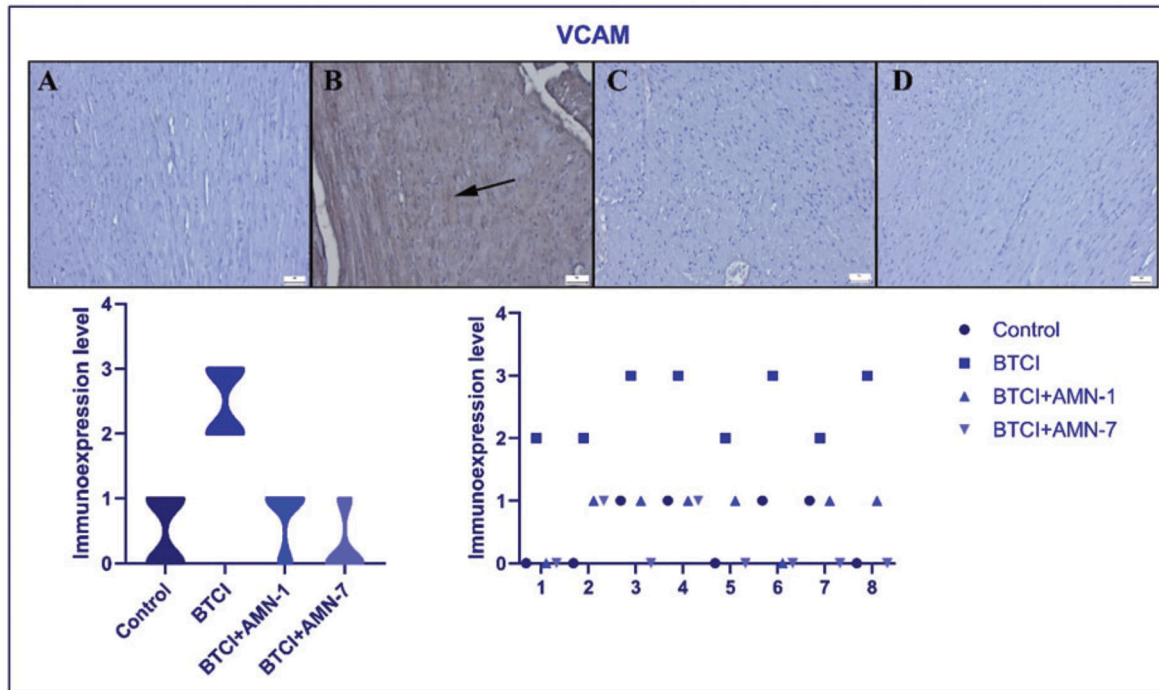 VCAM
A
B
C
D
Immunoexpression level
4
3
2
1
0
Control
BTCI
BTCI+AMN-1
BTCI+AMN-7
Immunoexpression level
4
3
2
1
0
1 2 3 4 5 6 7 8
Control
BTCI
BTCI+AMN-1
BTCI+AMN-7